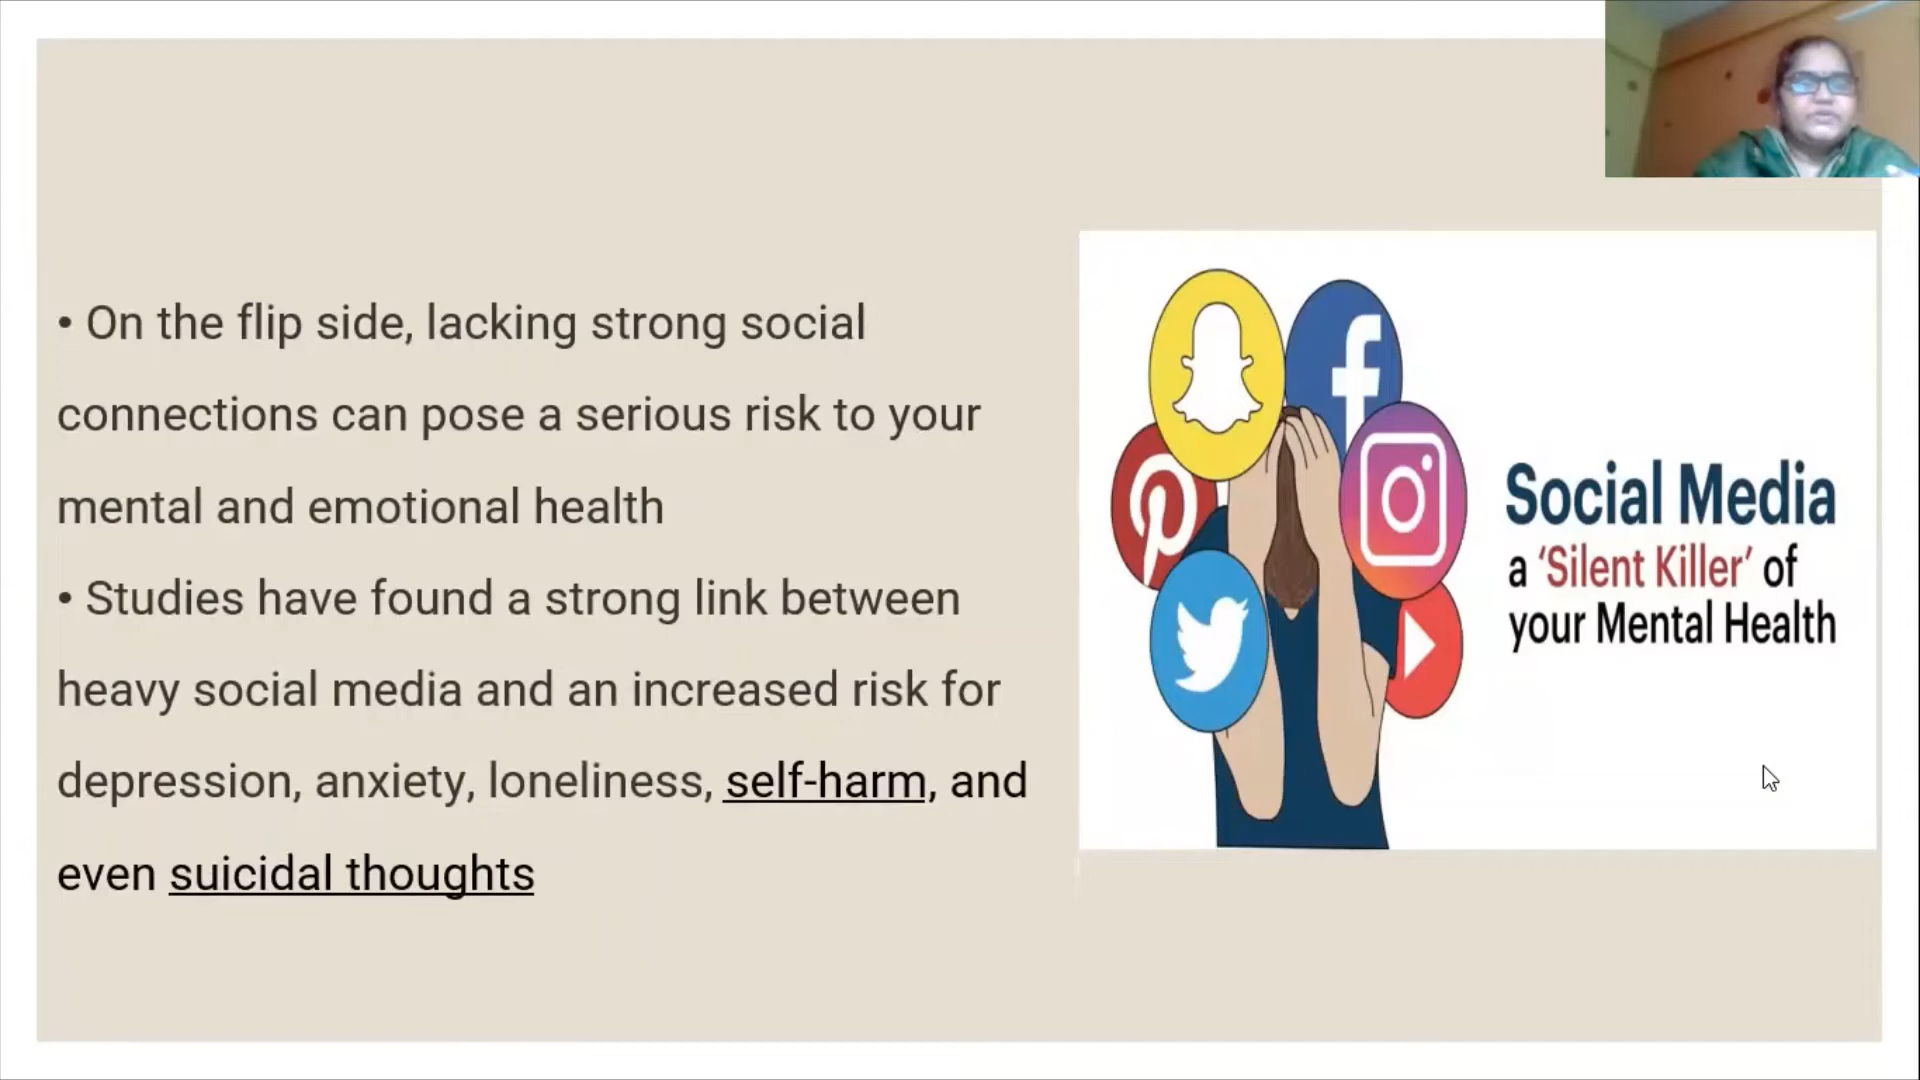 • On the flip side, lacking strong social
connections can pose a serious risk to your
mental and emotional health
• Studies have found a strong link between
heavy social media and an increased risk for
depression, anxiety, loneliness, self-harm, and
even suicidal thoughts
Social Media
a ‘Silent Killer’ of
your Mental Health